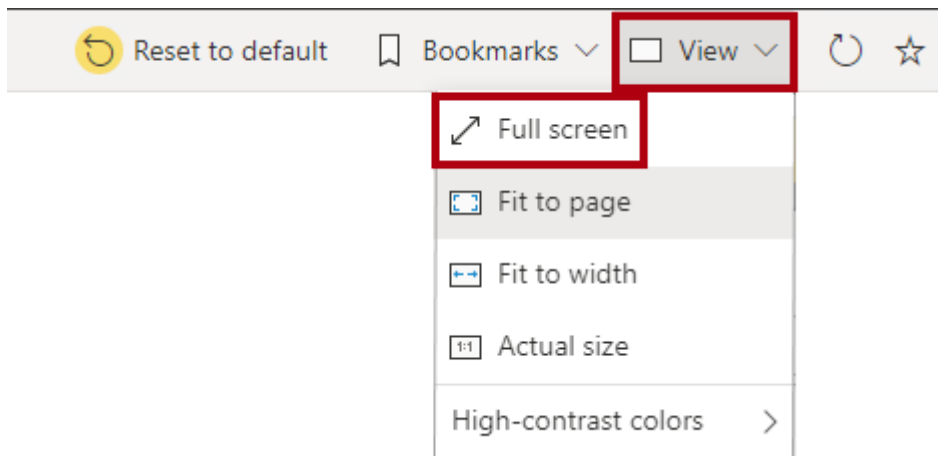 Reset to default Bookmarks View
Full screen
Fit to page
Fit to width
1:1 Actual size
High-contrast colors